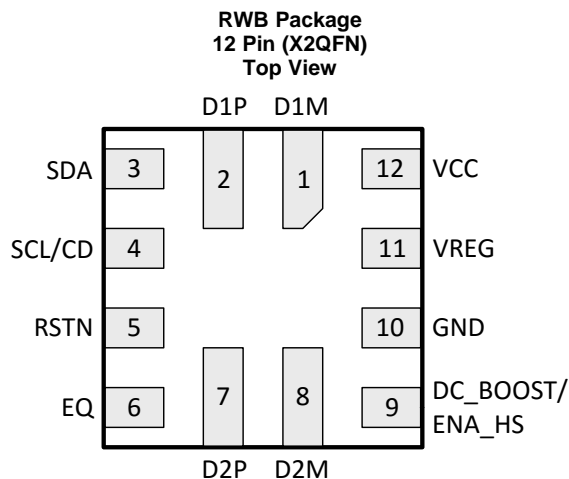 RWB Package
12 Pin (X2QFN)
Top View
D1P D1M
SDA 3 2 1 12 VCC
SCL/CD 4 11 VREG
RSTN 5 10 GND
EQ 6 7 8 9 DC_BOOST/
ENA_HS
D2P D2M